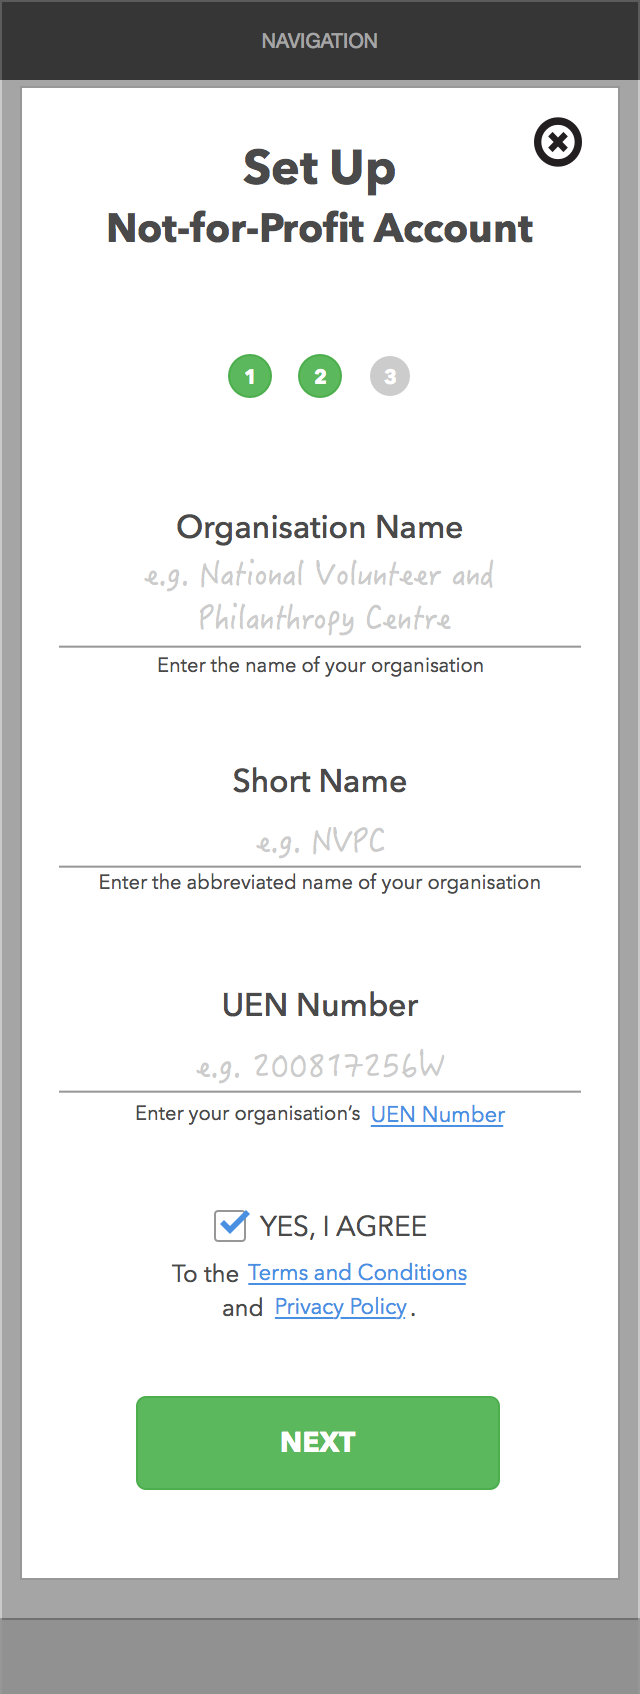 NAVIGATION
Set Up
Not-for-Profit Account
1 2 3
Organisation Name
e.g. National Volunteer and
Philanthropy Centre
Enter the name of your organisation
Short Name
e.g. NVPC
Enter the abbreviated name of your organisation
UEN Number
e.g. 200817256W
Enter your organisation's UEN Number
YES, I AGREE
To the Terms and Conditions
and Privacy Policy.
NEXT